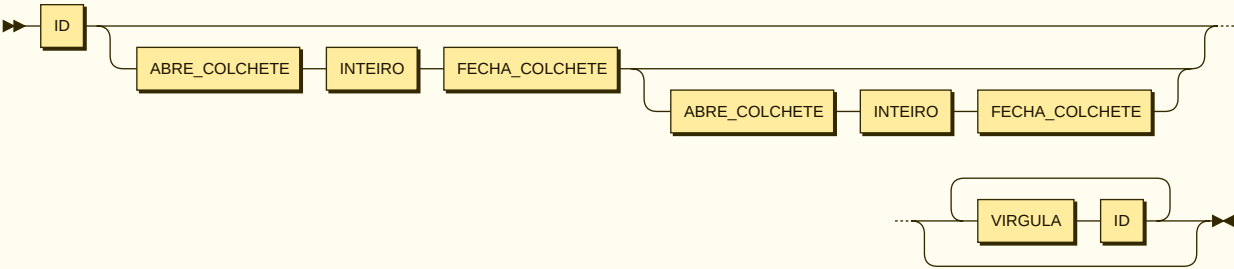 ID
ABRE_COLCHETE INTEIRO FECHA_COLCHETE
ABRE_COLCHETE INTEIRO FECHA_COLCHETE
VIRGULA ID